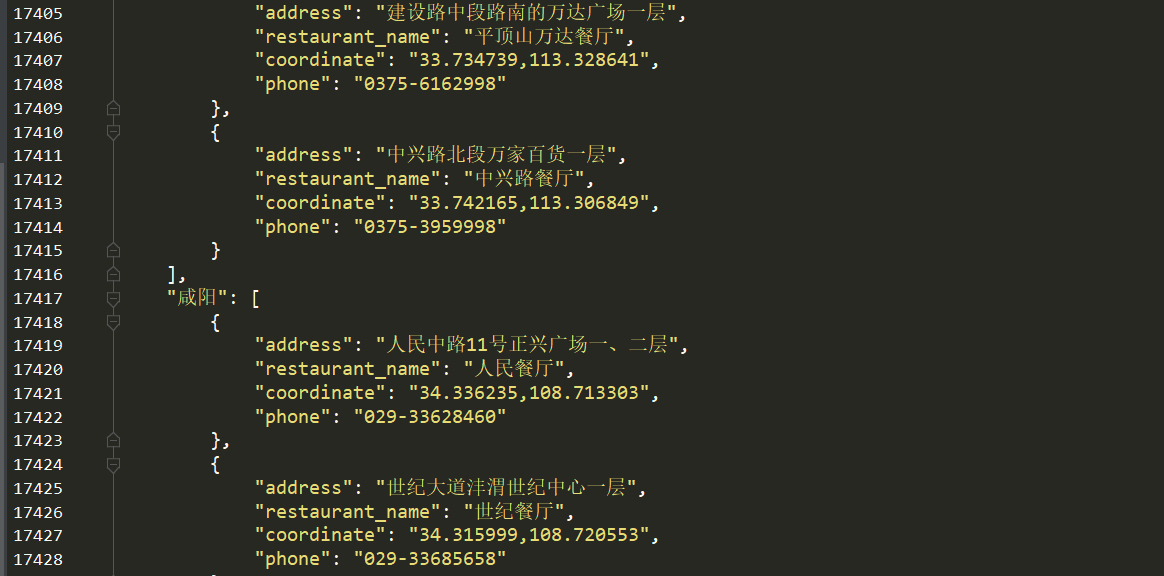 17405 "address": "建设路中段路南的万达广场一层",
17406 "restaurant_name": "平顶山万达餐厅",
17407 "coordinate": "33.734739,113.328641",
17408 "phone": "0375-6162998"
17409 },
17410 {
17411 "address": "中兴路北段万家百货一层",
17412 "restaurant_name": "中兴路餐厅",
17413 "coordinate": "33.742165,113.306849",
17414 "phone": "0375-3959998"
17415 }
17416 ],
17417 "咸阳": [
17418 {
17419 "address": "人民中路11号正兴广场一、二层",
17420 "restaurant_name": "人民餐厅",
17421 "coordinate": "34.336235,108.713303",
17422 "phone": "029-33628460"
17423 },
17424 {
17425 "address": "世纪大道沣渭世纪中心一层",
17426 "restaurant_name": "世纪餐厅",
17427 "coordinate": "34.315999,108.720553",
17428 "phone": "029-33685658"